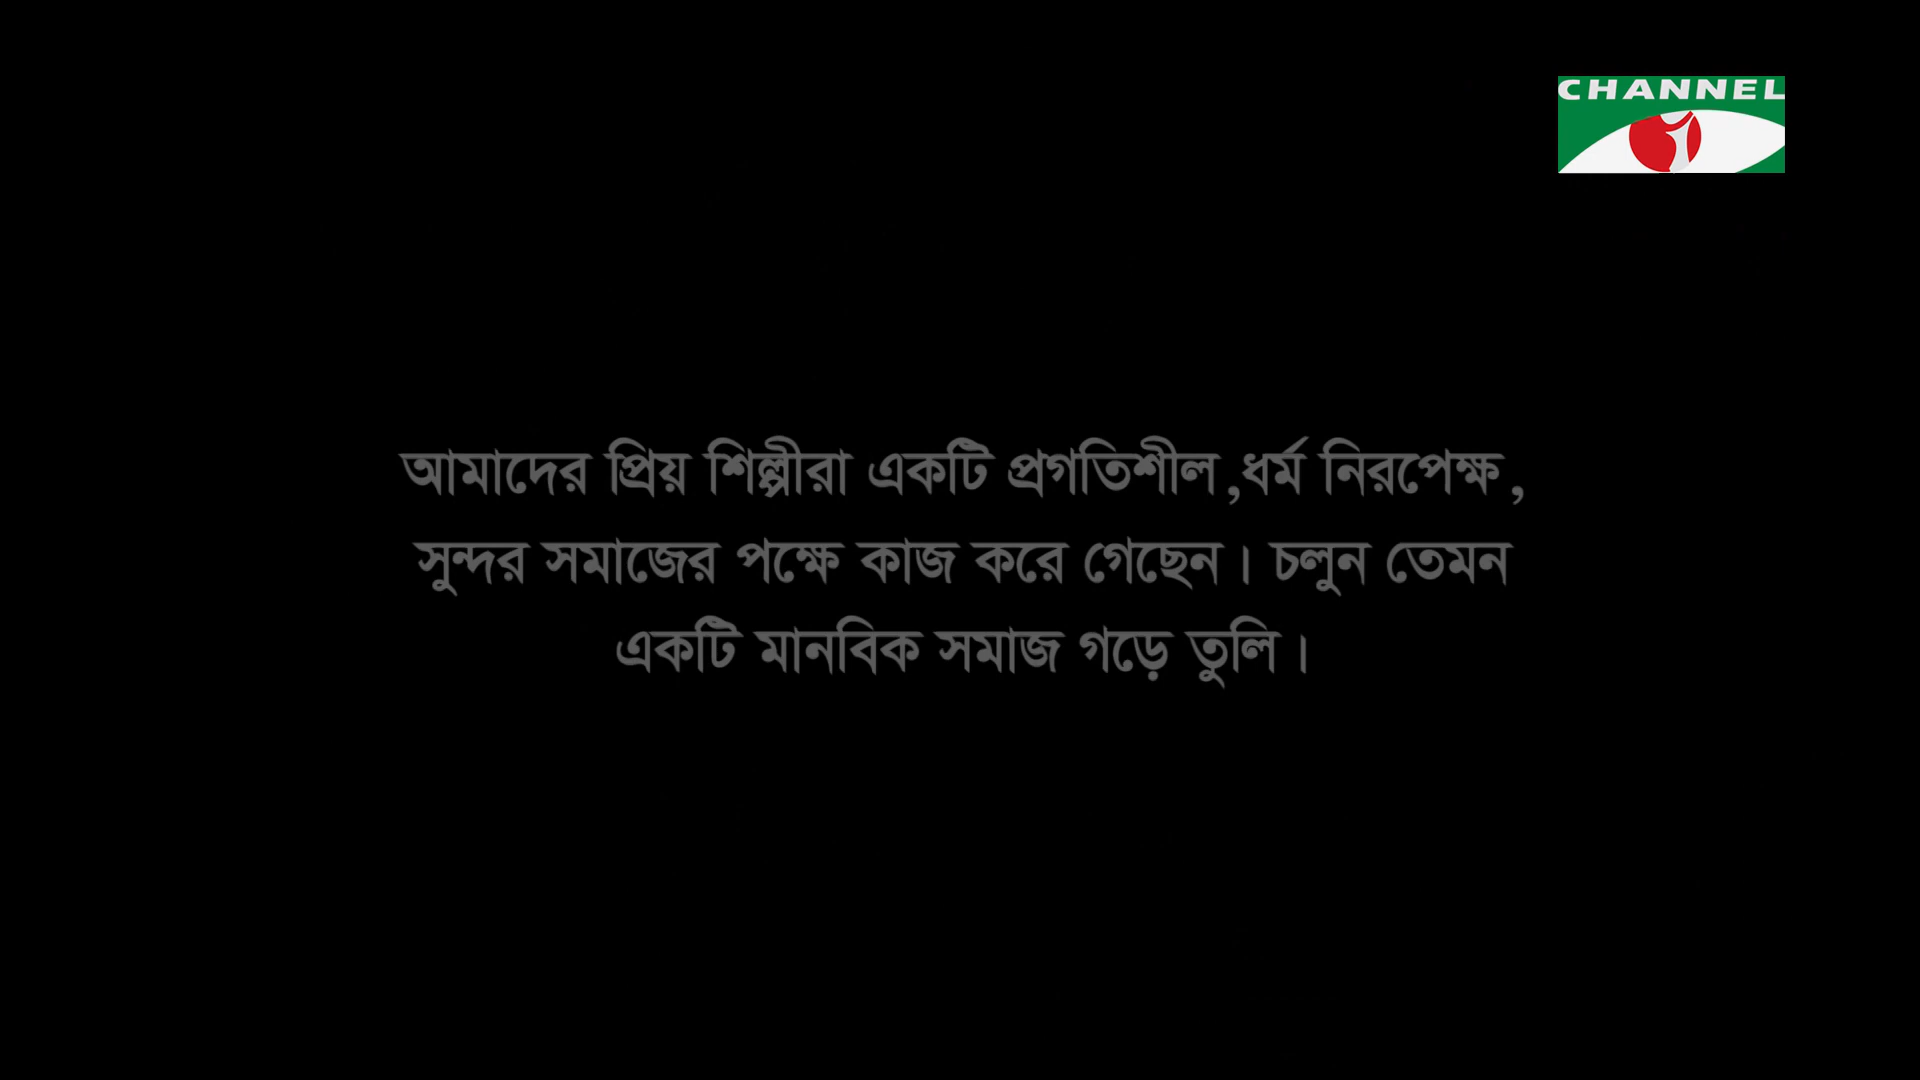 CHANNEL
আমাদের প্রিয় শিল্পীরা একটি প্রগতিশীল,ধর্ম নিরপেক্ষ,
সুন্দর সমাজের পক্ষে কাজ করে গেছেন। চলুন তেমন
একটি মানবিক সমাজ গড়ে তুলি।